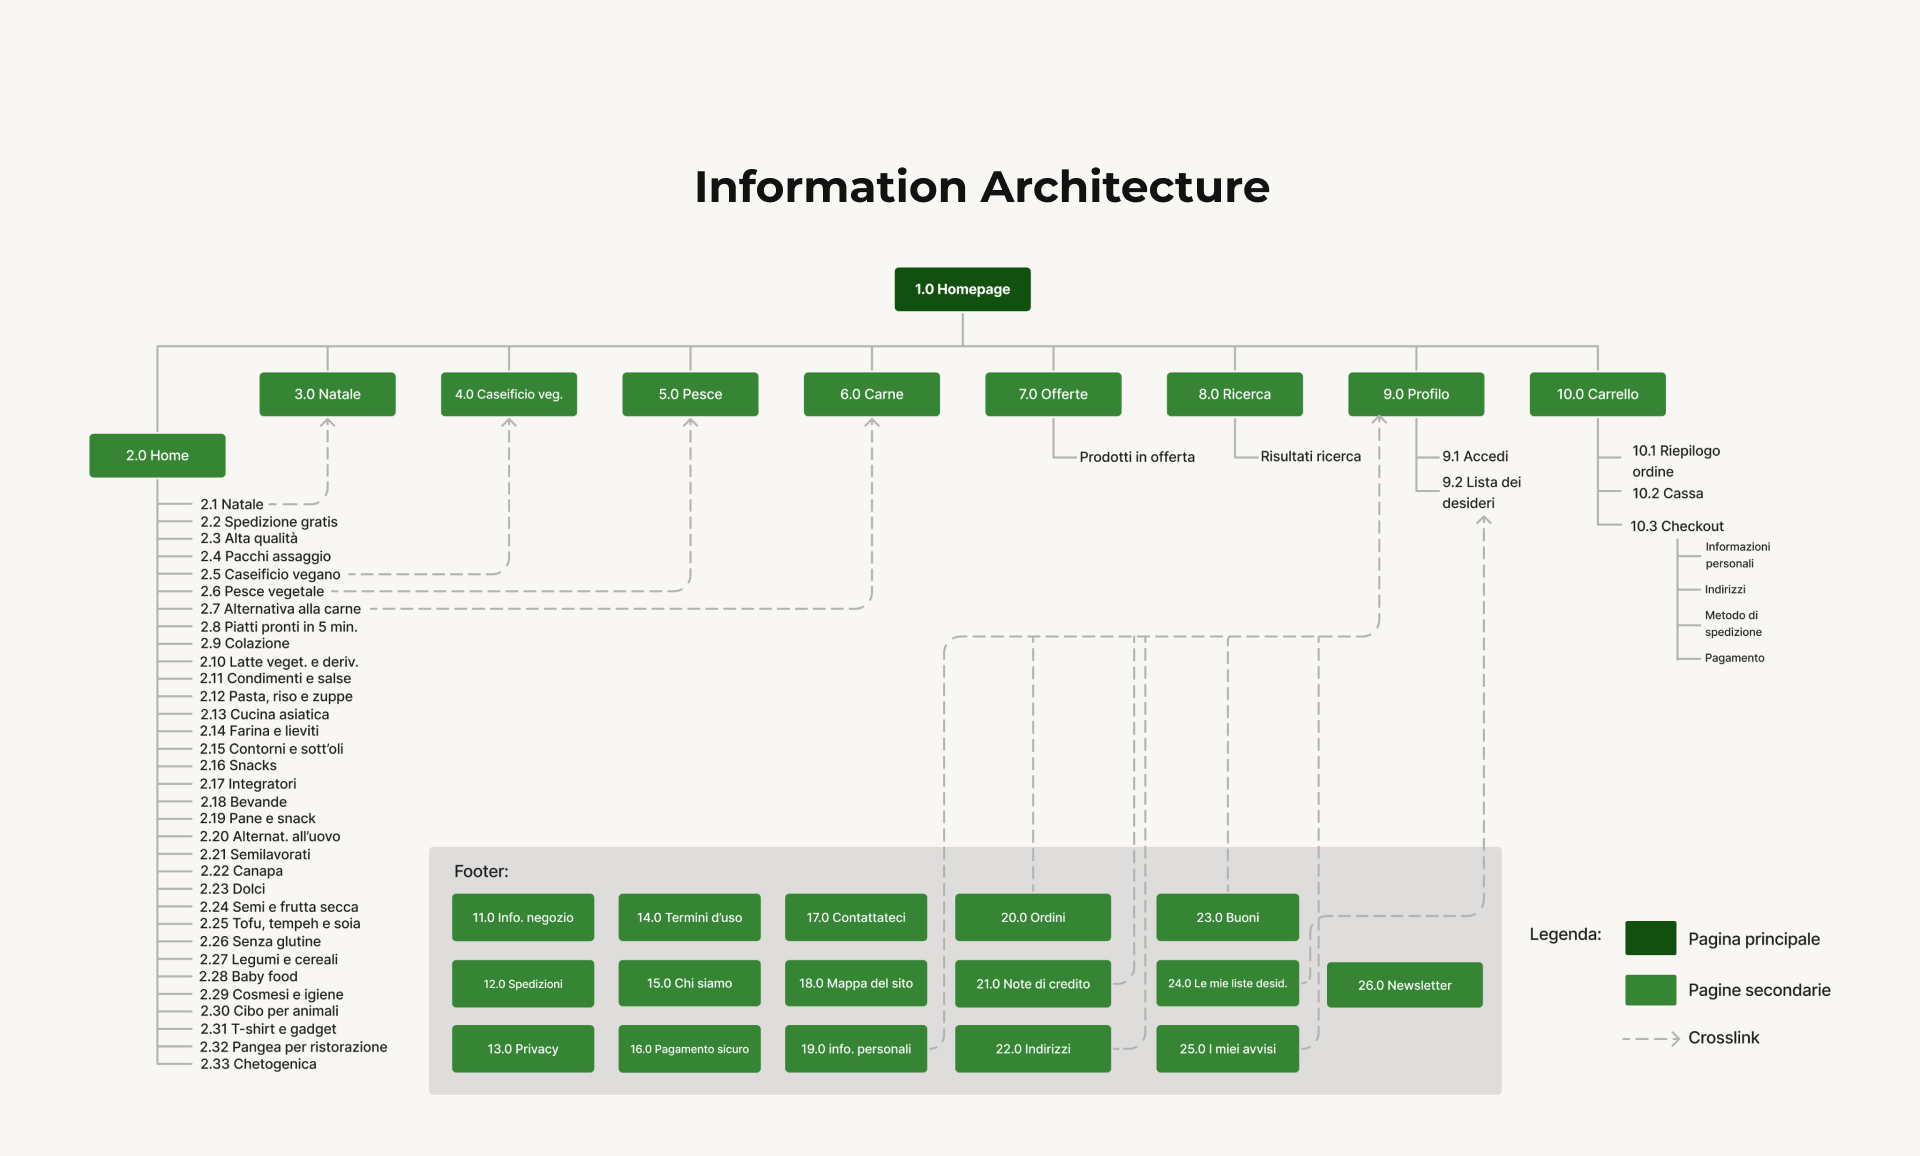 Information Architecture
1.0 Homepage
2.0 Home
3.0 Natale
4.0 Caseificio veg.
5.0 Pesce
6.0 Carne
7.0 Offerte
8.0 Ricerca
9.0 Profilo
10.0 Carrello
2.1 Natale
2.2 Spedizione gratis
2.3 Alta qualità
2.4 Pacchi assaggio
2.5 Caseificio vegano
2.6 Pesce vegetale
2.7 Alternativa alla carne
2.8 Piatti pronti in 5 min.
2.9 Colazione
2.10 Latte veget. e deriv.
2.11 Condimenti e salse
2.12 Pasta, riso e zuppe
2.13 Cucina asiatica
2.14 Farina e lieviti
2.15 Contorni e sott'oli
2.16 Snacks
2.17 Integratori
2.18 Bevande
2.19 Pane e snack
2.20 Alternat. all'uovo
2.21 Semilavorati
2.22 Canapa
2.23 Dolci
2.24 Semi e frutta secca
2.25 Tofu, tempeh e soia
2.26 Senza glutine
2.27 Legumi e cereali
2.28 Baby food
2.29 Cosmesi e igiene
2.30 Cibo per animali
2.31 T-shirt e gadget
2.32 Pangea per ristorazione
2.33 Chetogenica
Prodotti in offerta
Risultati ricerca
9.1 Accedi
9.2 Lista dei
desideri
10.1 Riepilogo
ordine
10.2 Cassa
10.3 Checkout
Informazioni
personali
Indirizzi
Metodo di
spedizione
Pagamento
Footer:
11.0 Info. negozio
12.0 Spedizioni
13.0 Privacy
14.0 Termini d'uso
15.0 Chi siamo
16.0 Pagamento sicuro
17.0 Contattateci
18.0 Mappa del sito
19.0 info. personali
20.0 Ordini
21.0 Note di credito
22.0 Indirizzi
23.0 Buoni
24.0 Le mie liste desid.
25.0 I miei avvisi
26.0 Newsletter
Legenda:
Pagina principale
Pagine secondarie
Crosslink